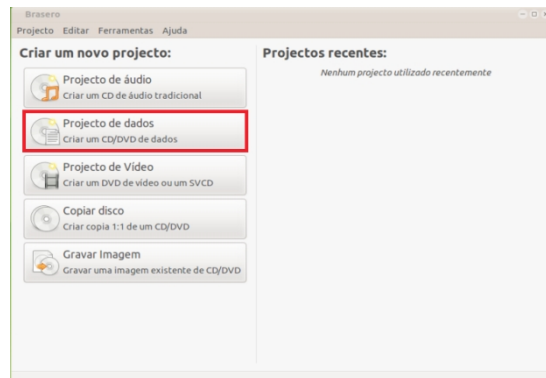 Brasero
Projecto Editar Ferramentas Ajuda
Criar um novo projecto:
Projecto de áudio
Criar um CD de áudio tradicional
Projecto de dados
Criar um CD/DVD de dados
Projecto de Vídeo
Criar um DVD de vídeo ou um SVCD
Copiar disco
Criar copia 1:1 de um CD/DVD
Gravar Imagem
Gravar uma imagem existente de CD/DVD
Projectos recentes:
Nenhum projecto utilizado recentemente